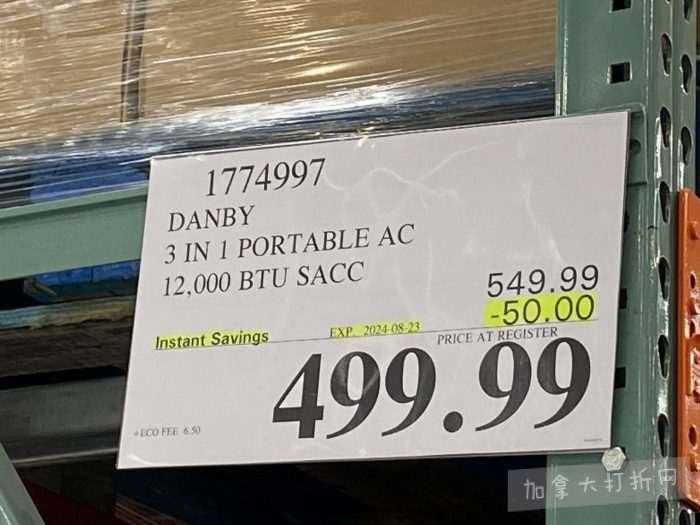 1774997
DANBY
3 IN 1 PORTABLE AC
12,000 BTU SACC
549.99
-50.00
Instant Savings
EXP. 2024-08-23
PRICE AT REGISTER
499.99
+ECO FEE 6.50
加拿大打折网